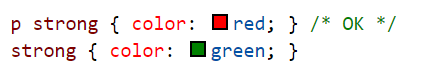 p strong { color: red; } /* OK */
strong { color: green; }